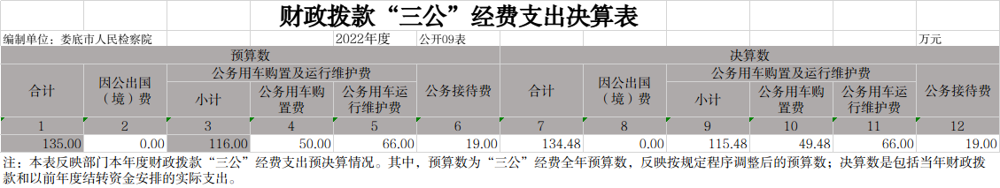 财政拨款“三公”经费支出决算表
编制单位：娄底市人民检察院 2022年度 公开09表 万元
预算数 决算数
合计 因公出国（境）费 公务用车购置及运行维护费 公务接待费 合计 因公出国（境）费 公务用车购置及运行维护费 公务接待费
小计 公务用车购置费 公务用车运行维护费 小计 公务用车购置费 公务用车运行维护费
1 2 3 4 5 6 7 8 9 10 11 12
135.00 0.00 116.00 50.00 66.00 19.00 134.48 0.00 115.48 49.48 66.00 19.00
注：本表反映部门本年度财政拨款“三公”经费支出预决算情况。其中，预算数为“三公”经费全年预算数，反映按规定程序调整后的预算数；决算数是包括当年财政拨
款和以前年度结转资金安排的实际支出。